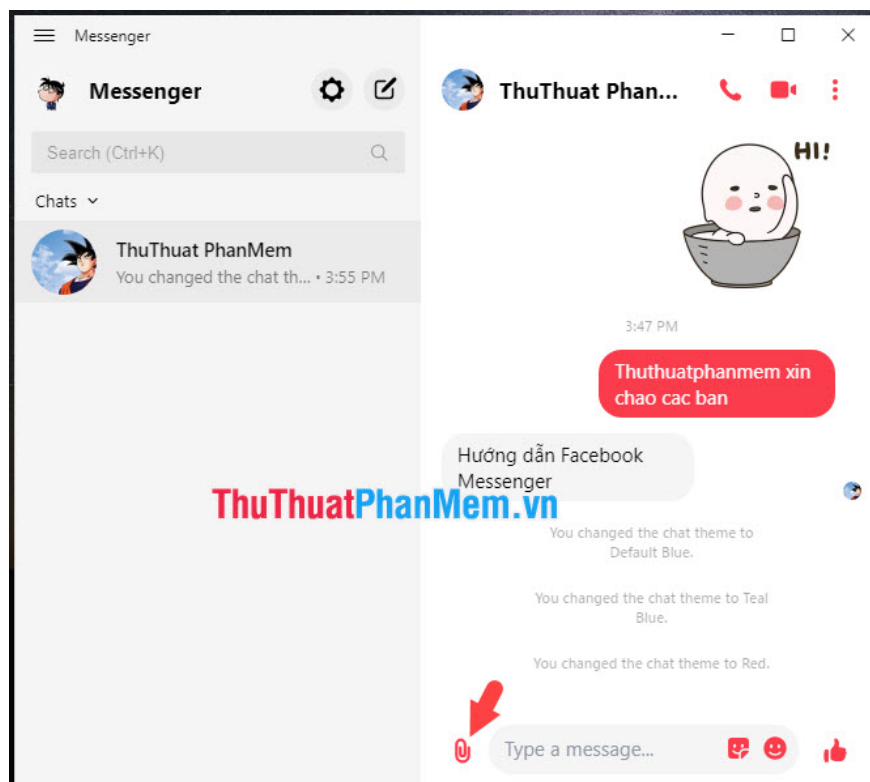 Messenger
Messenger
Search (Ctrl+K)
Chats
ThuThuat PhanMem
You changed the chat th... • 3:55 PM
ThuThuat Phan...
HI!
3:47 PM
Thuthuatphanmem xin
chao cac ban
Hướng dẫn Facebook
Messenger
ThuThuatPhanMem.vn
You changed the chat theme to
Default Blue.
You changed the chat theme to Teal
Blue.
You changed the chat theme to Red.
Type a message...